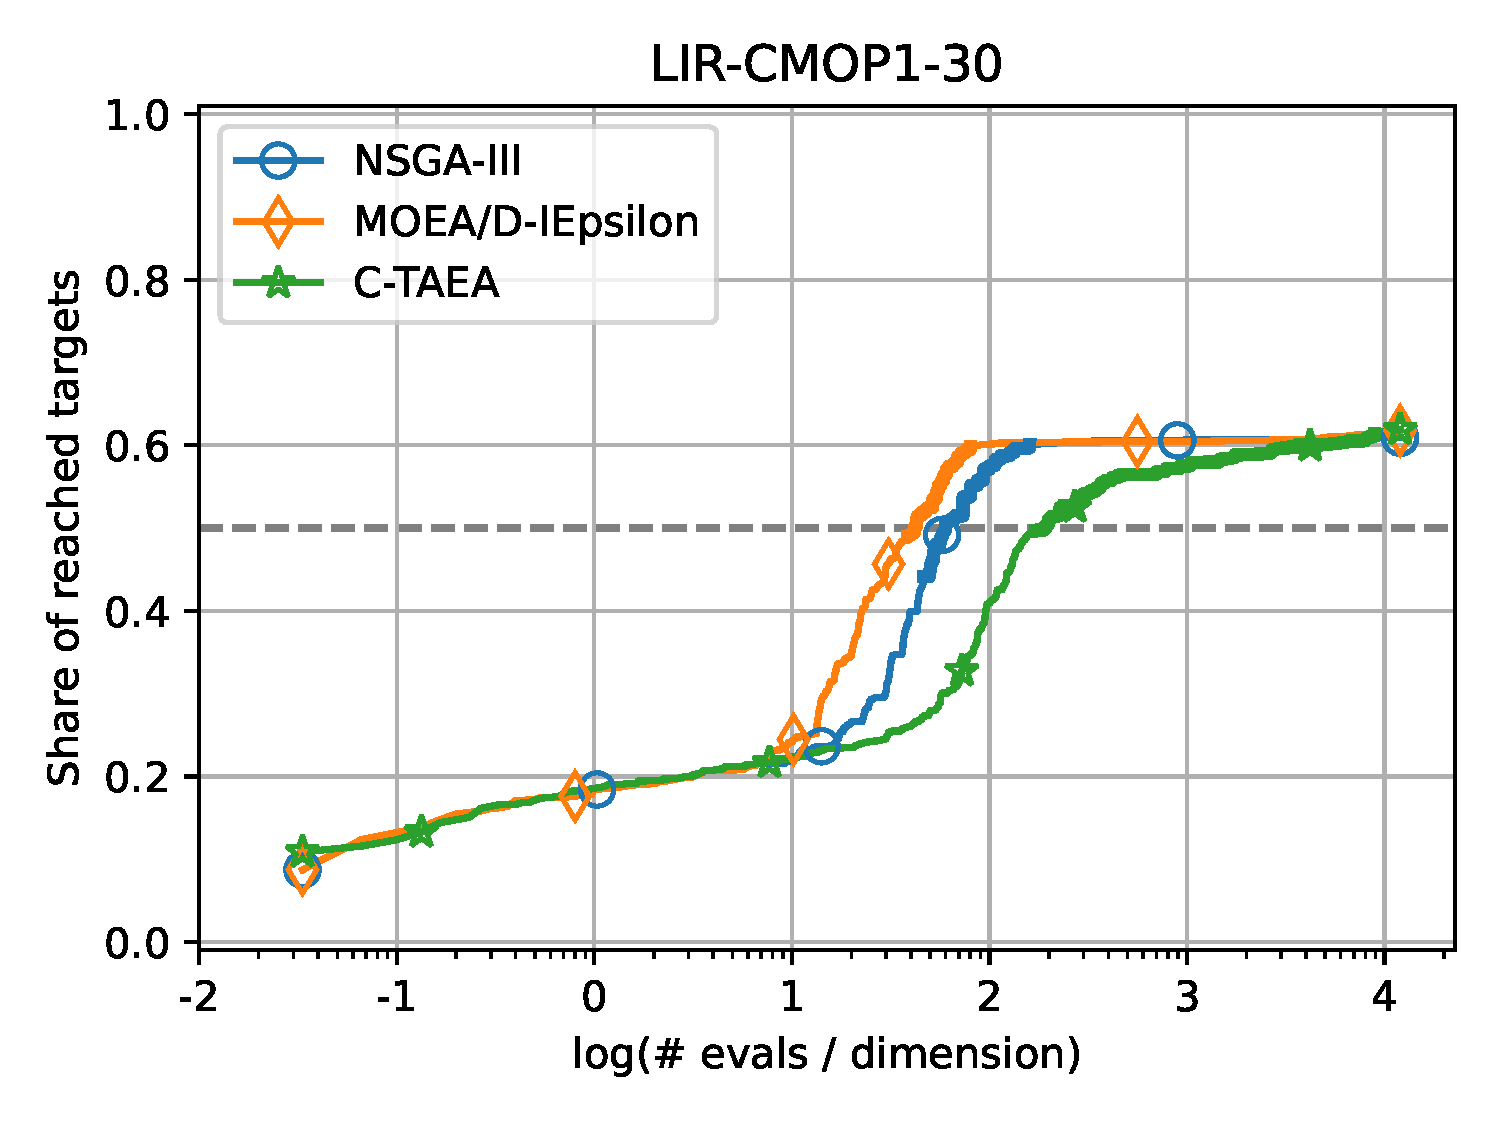 LIR-CMOP1-30
NSGA-III
MOEA/D-IEpsilon
C-TAEA
Share of reached targets
1.0
0.8
0.6
0.4
0.2
0.0
-2 -1 0 1 2 3 4
log(# evals / dimension)